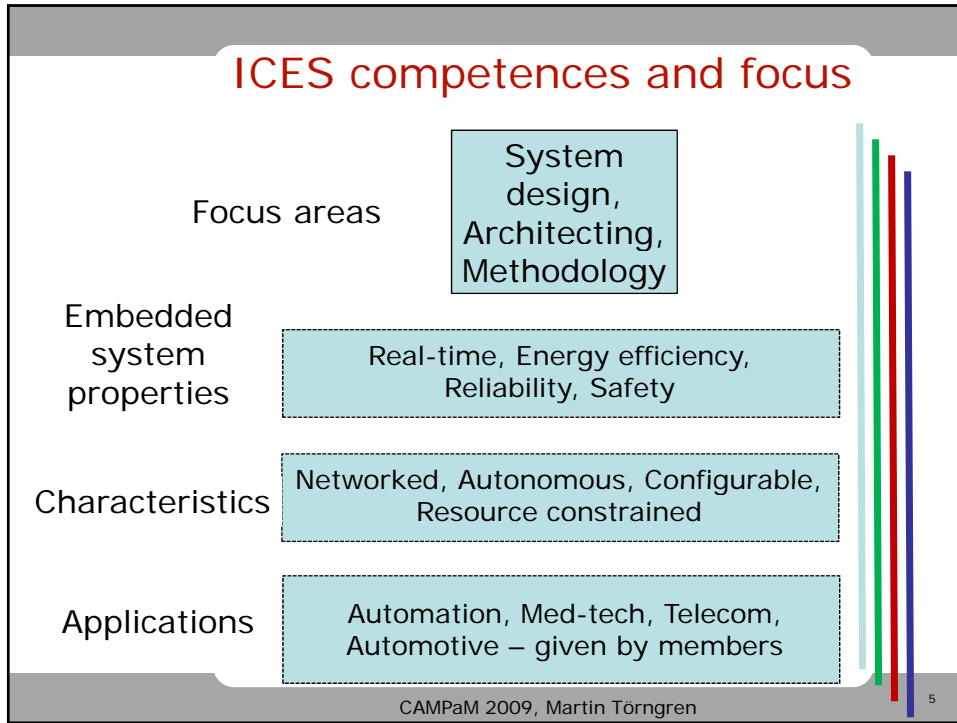 ICES competences and focus
Focus areas
System
design,
Architecting,
Methodology
Embedded
system
properties
Real-time, Energy efficiency,
Reliability, Safety
Characteristics
Networked, Autonomous, Configurable,
Resource constrained
Applications
Automation, Med-tech, Telecom,
Automotive – given by members
CAMPaM 2009, Martin Törngren
5